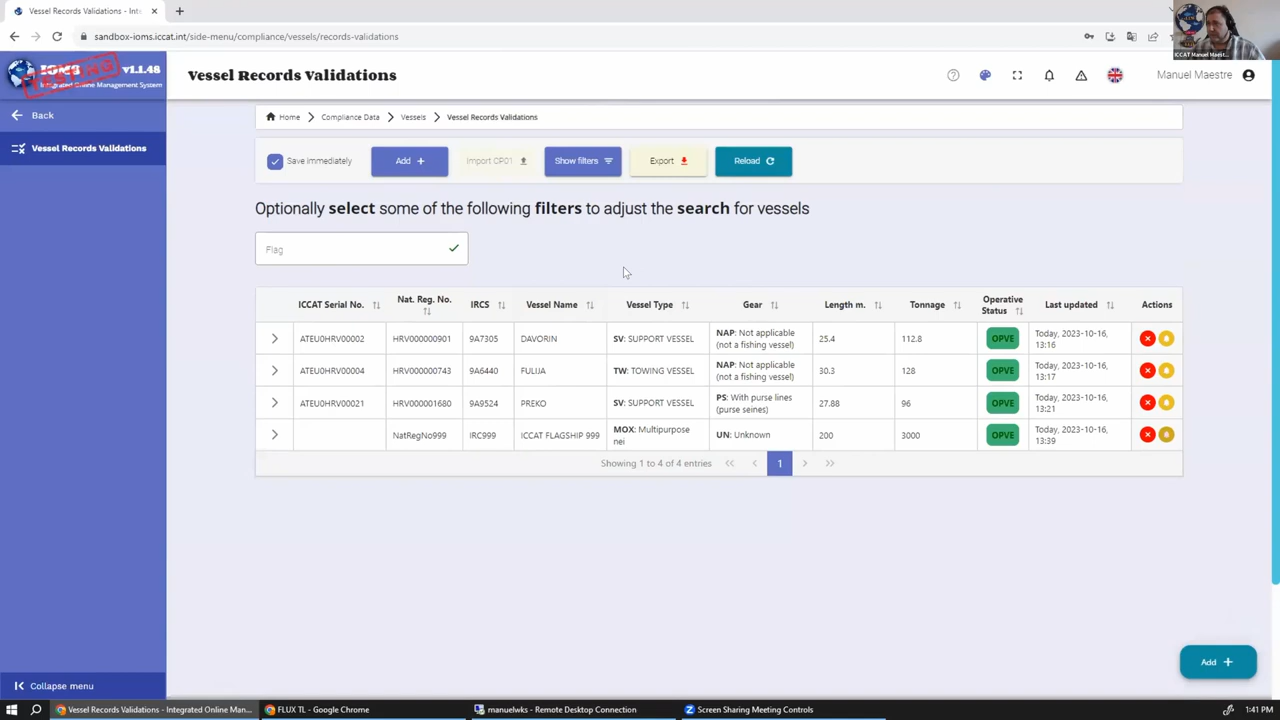 Vessel Records Validations - Int
sandbox-ioms.iccat.int/side-menu/compliance/vessels/records-validations
ICCAT Manuel Maest...
IOMS v1.1.48
Integrated Online Management System
TESTING
Vessel Records Validations
Manuel Maestre
Back
Vessel Records Validations
Home Compliance Data Vessels Vessel Records Validations
Save immediately Add Import CP01 Show filters Export Reload
Optionally select some of the following filters to adjust the search for vessels
Flag
ICCAT Serial No. Nat. Reg. No. IRCS Vessel Name Vessel Type Gear Length m. Tonnage Operative Status Last updated Actions
ATEU0HRV00002 HRV000000901 9A7305 DAVORIN SV: SUPPORT VESSEL NAP: Not applicable (not a fishing vessel) 25.4 112.8 OPVE Today, 2023-10-16, 13:16
ATEU0HRV00004 HRV000000743 9A6440 FULIJA TW: TOWING VESSEL NAP: Not applicable (not a fishing vessel) 30.3 128 OPVE Today, 2023-10-16, 13:17
ATEU0HRV00021 HRV000001680 9A9524 PREKO SV: SUPPORT VESSEL PS: With purse lines (purse seines) 27.88 96 OPVE Today, 2023-10-16, 13:21
NatRegNo999 IRC999 ICCAT FLAGSHIP 999 MOX: Multipurpose nei UN: Unknown 200 3000 OPVE Today, 2023-10-16, 13:39
Showing 1 to 4 of 4 entries 1
Add
Collapse menu
Vessel Records Validations - Integrated Online Man... FLUX TL - Google Chrome manuelwks - Remote Desktop Connection Screen Sharing Meeting Controls 1:41 PM